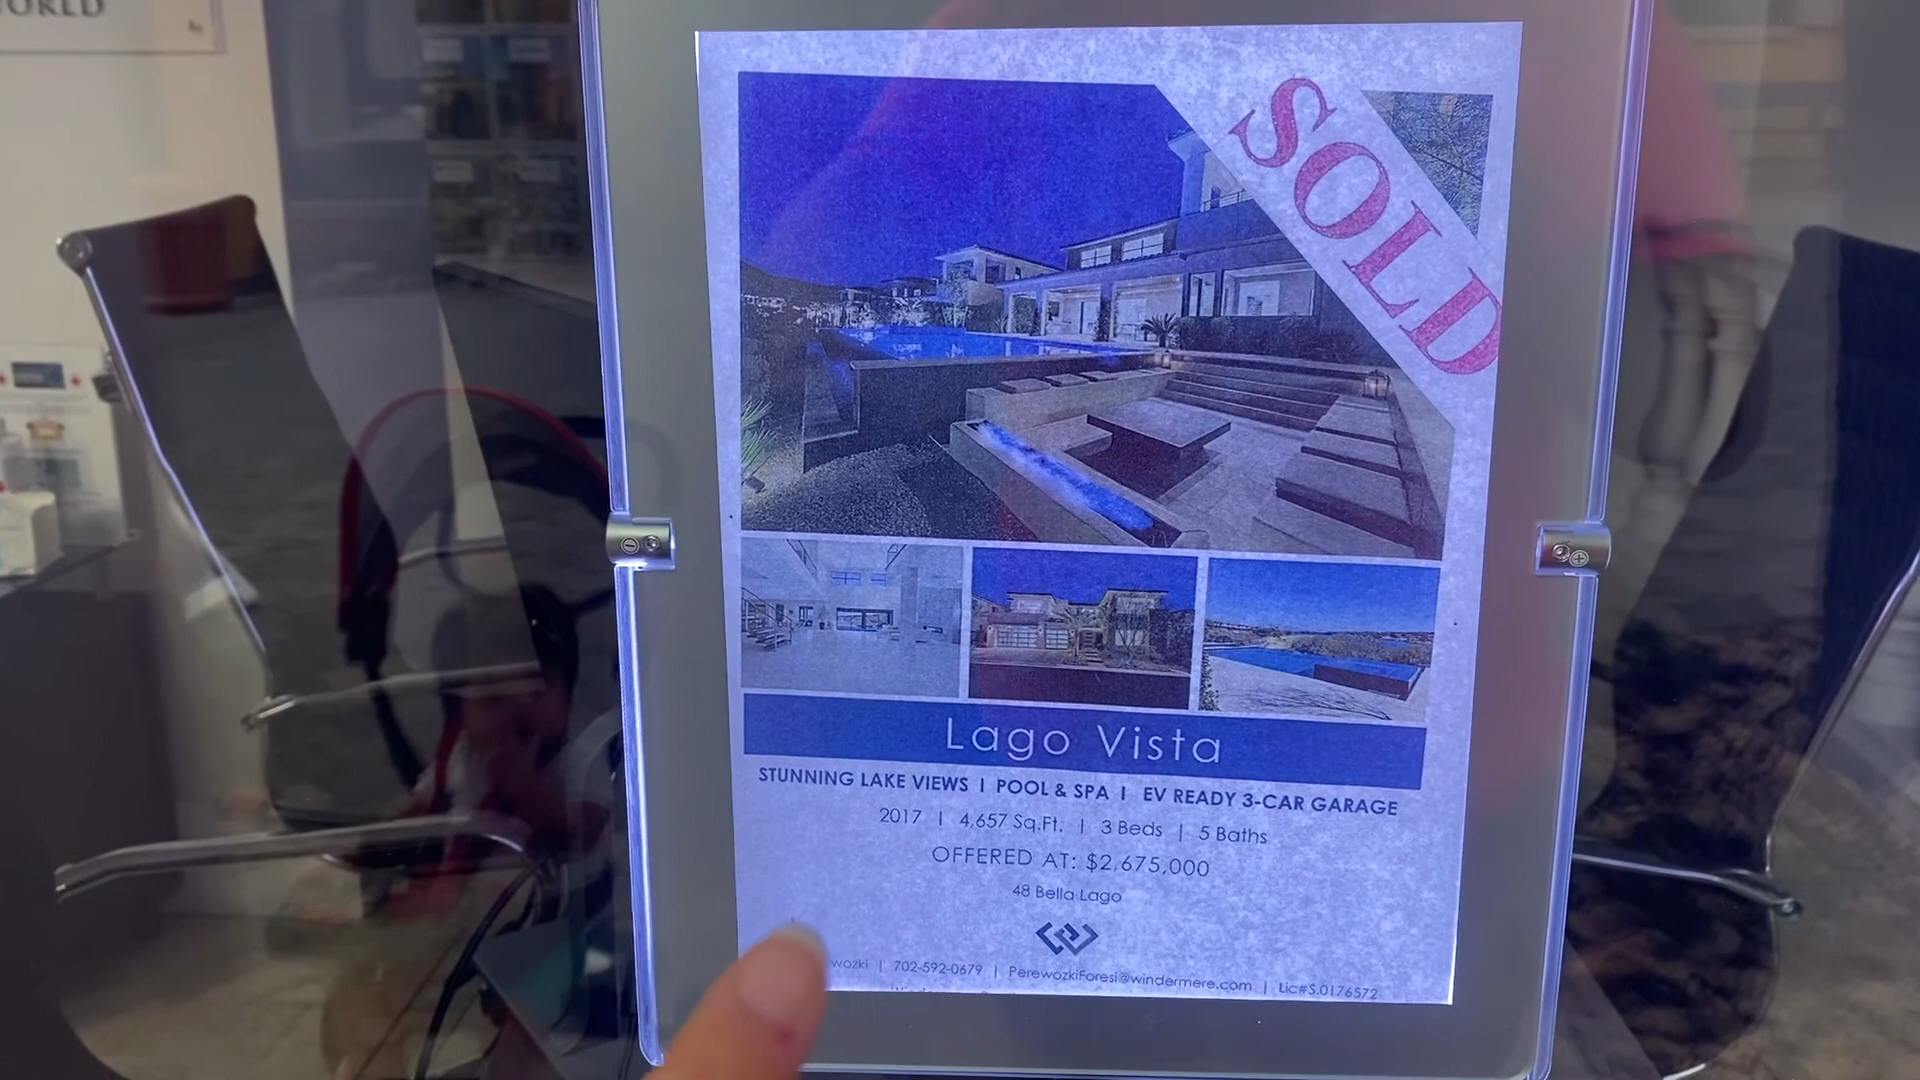 SOLD
Lago Vista
STUNNING LAKE VIEWS I POOL & SPA I EV READY 3-CAR GARAGE
2017 I 4,657 Sq.Ft. | 3 Beds | 5 Baths
OFFERED AT: $2,675,000
48 Bella Lago
wozki | 702-592-0679 | PerewozkiForesi@windermere.com | Lic#S.0176572